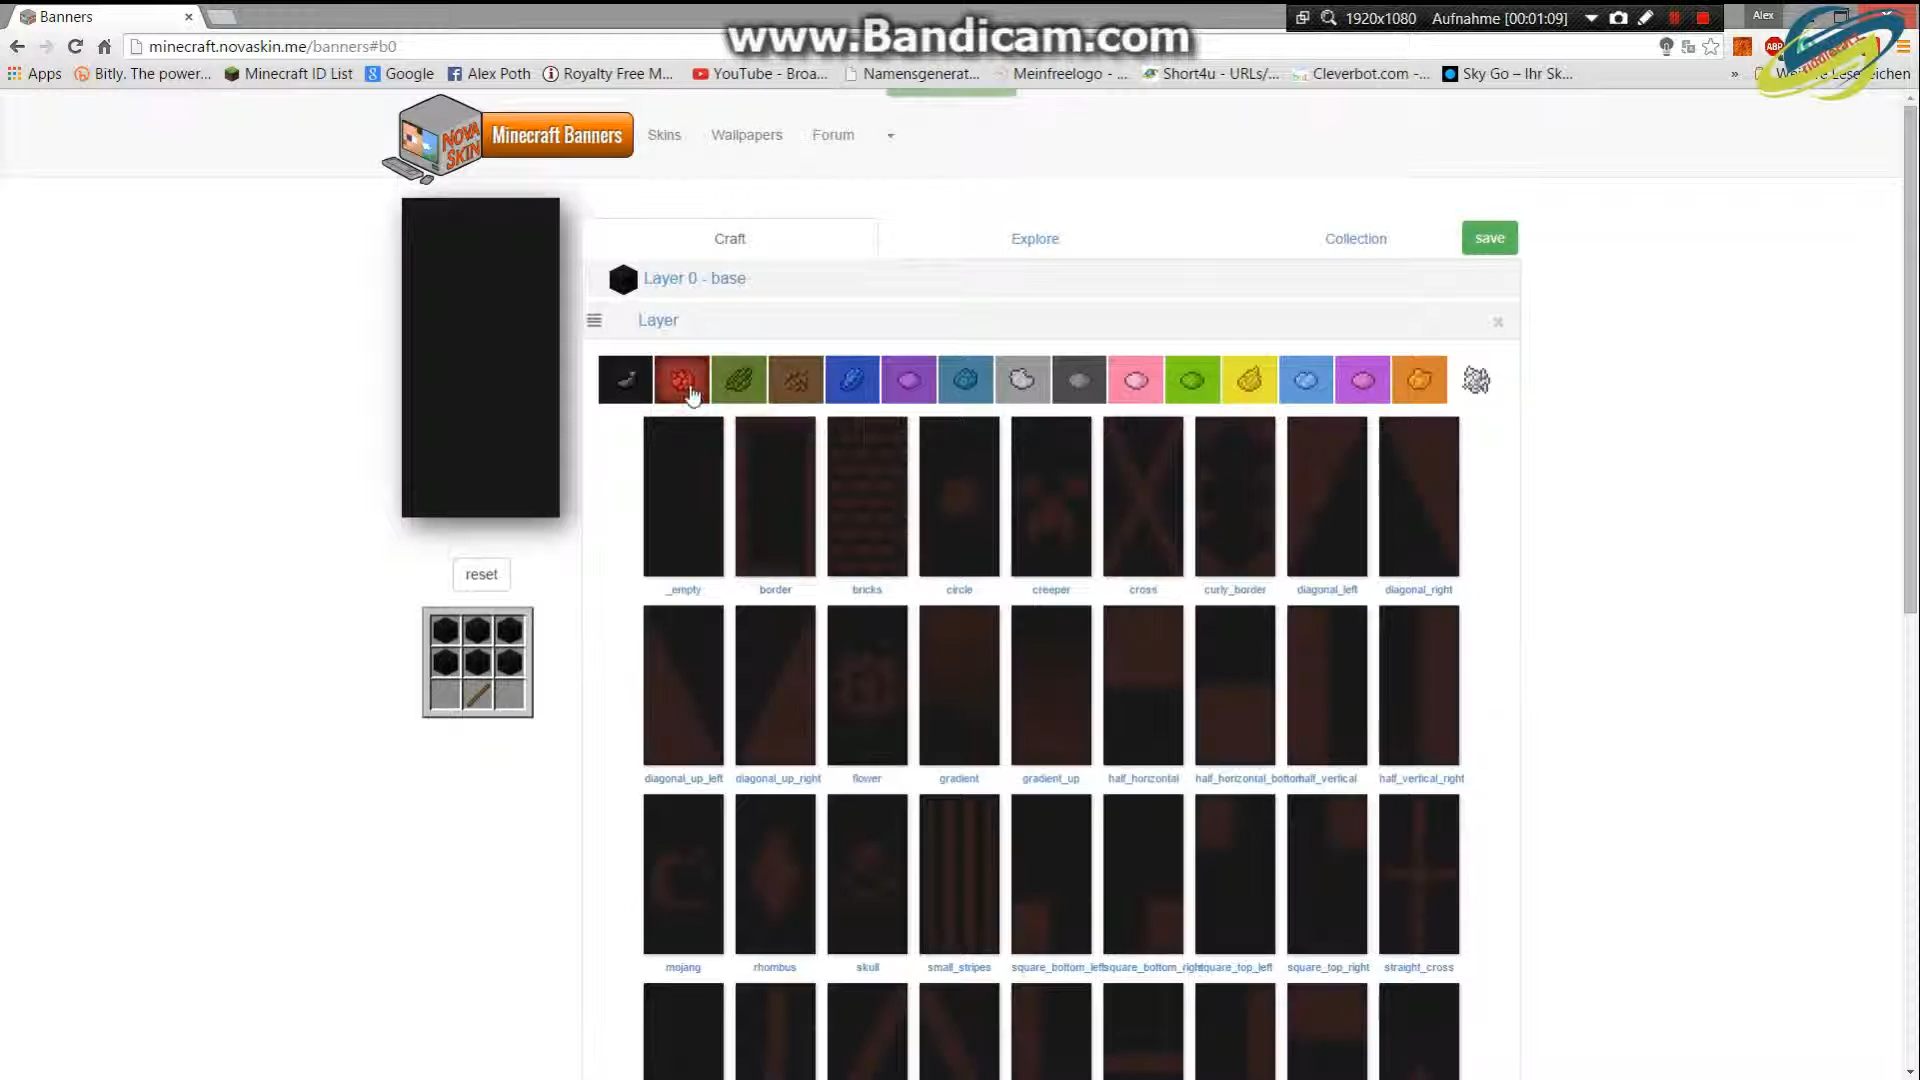 Banners
www.Bandicam.com
1920x1080
Aufnahme [00:01:09]
Alex
minecraft.novaskin.me/banners#b0
ABP
Apps
Bitly. The power...
Minecraft ID List
Google
Alex Poth
Royalty Free M...
YouTube - Broa...
Namensgenerat...
Meinfreelogo - ...
Short4u - URLs/...
Cleverbot.com -...
Sky Go – Ihr Sk...
»
NOVA
SKIN
Minecraft Banners
Skins
Wallpapers
Forum
Craft
Explore
Collection
save
Layer 0 - base
Layer
_empty
border
bricks
circle
creeper
cross
curly_border
diagonal_left
diagonal_right
reset
diagonal_up_left
diagonal_up_right
flower
gradient
gradient_up
half_horizontal
half_horizontal_bottom
half_vertical
half_vertical_right
mojang
rhombus
skull
small_stripes
square_bottom_left
square_bottom_right
square_top_left
square_top_right
straight_cross